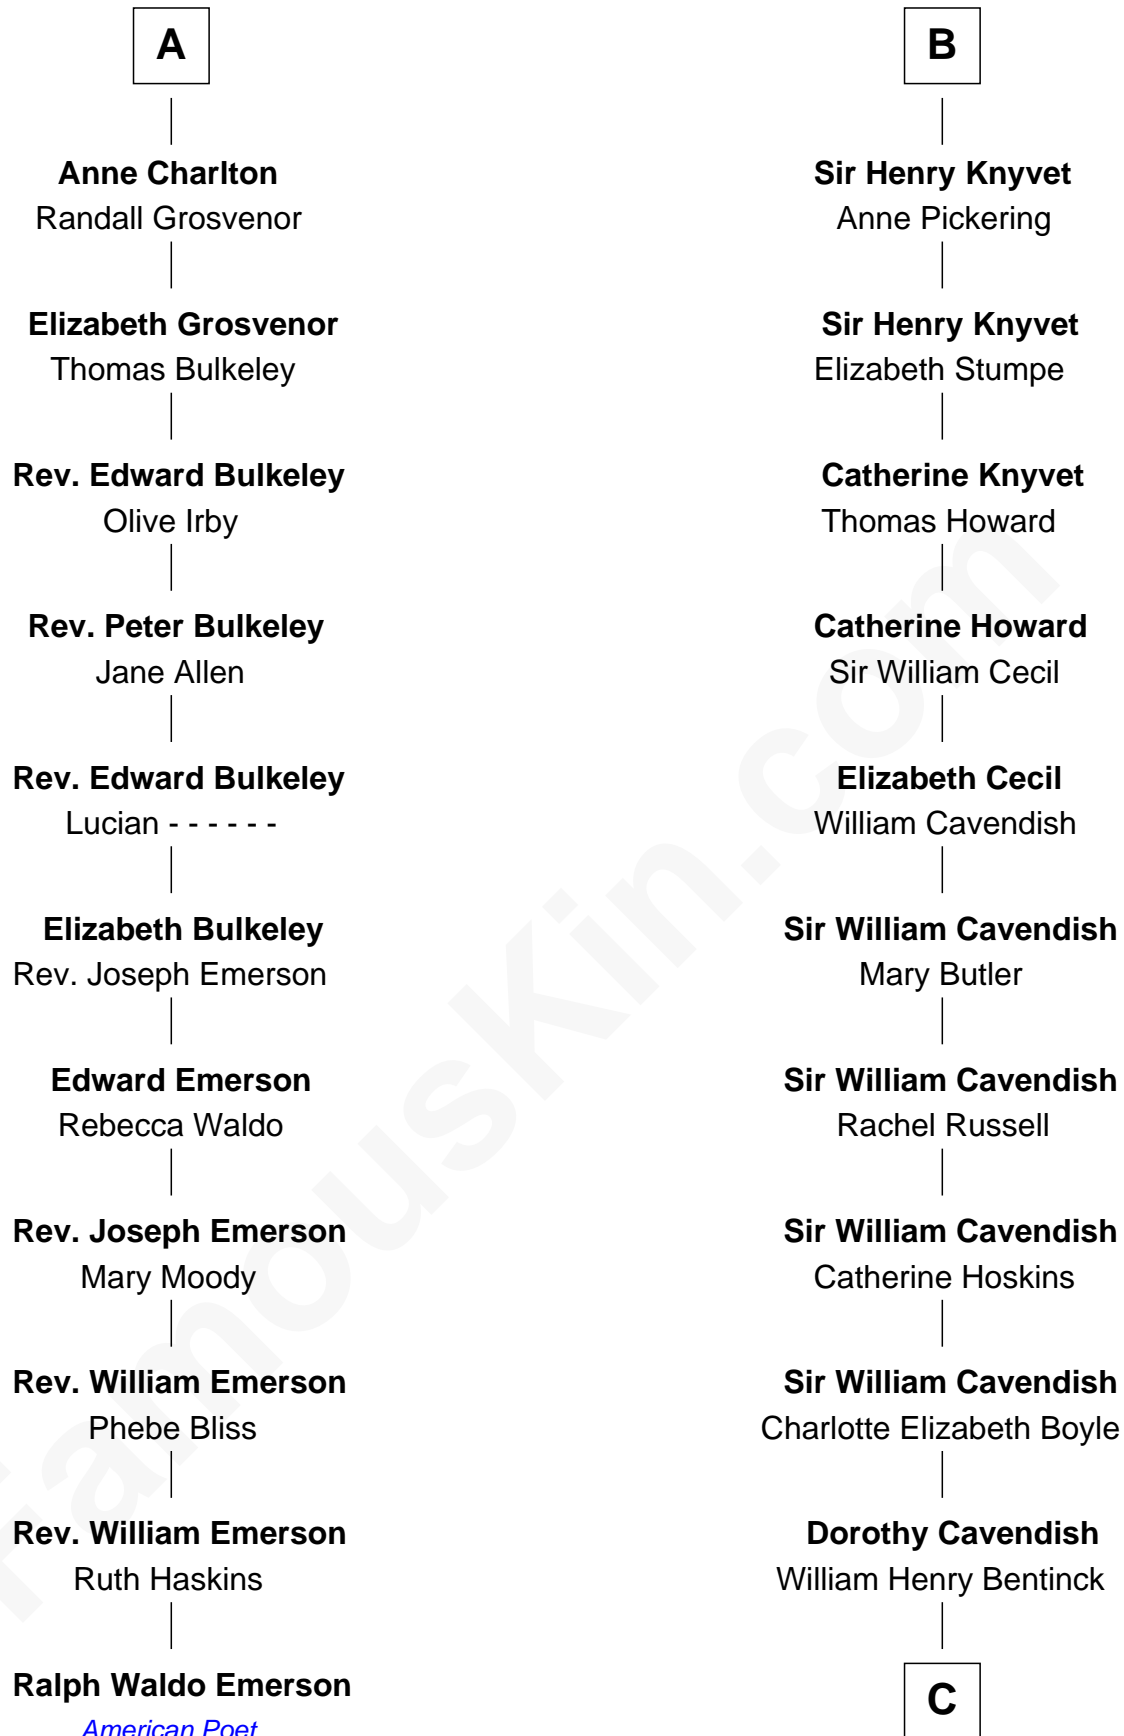 A
Anne Charlton
Randall Grosvenor
Elizabeth Grosvenor
Thomas Bulkeley
Rev. Edward Bulkeley
Olive Irby
Rev. Peter Bulkeley
Jane Allen
Rev. Edward Bulkeley
Lucian - - - - - -
Elizabeth Bulkeley
Rev. Joseph Emerson
Edward Emerson
Rebecca Waldo
Rev. Joseph Emerson
Mary Moody
Rev. William Emerson
Phebe Bliss
Rev. William Emerson
Ruth Haskins
Ralph Waldo Emerson
American Poet
B
Sir Henry Knyvet
Anne Pickering
Sir Henry Knyvet
Elizabeth Stumpe
Catherine Knyvet
Thomas Howard
Catherine Howard
Sir William Cecil
Elizabeth Cecil
William Cavendish
Sir William Cavendish
Mary Butler
Sir William Cavendish
Rachel Russell
Sir William Cavendish
Catherine Hoskins
Sir William Cavendish
Charlotte Elizabeth Boyle
Dorothy Cavendish
William Henry Bentinck
C
FamousKin.com